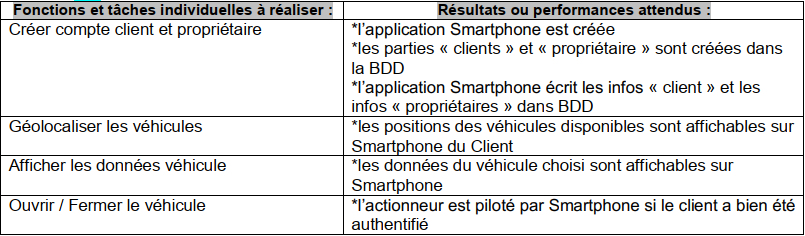 Fonctions et tâches individuelles à réaliser :
Résultats ou performances attendus :
Créer compte client et propriétaire
*l’application Smartphone est créée
*les parties « clients » et « propriétaire » sont créées dans
la BDD
*l’application Smartphone écrit les infos « client » et les
infos « propriétaires » dans BDD
Géolocaliser les véhicules
*les positions des véhicules disponibles sont affichables sur
Smartphone du Client
Afficher les données véhicule
*les données du véhicule choisi sont affichables sur
Smartphone
Ouvrir / Fermer le véhicule
*l’actionneur est piloté par Smartphone si le client a bien été
authentifié